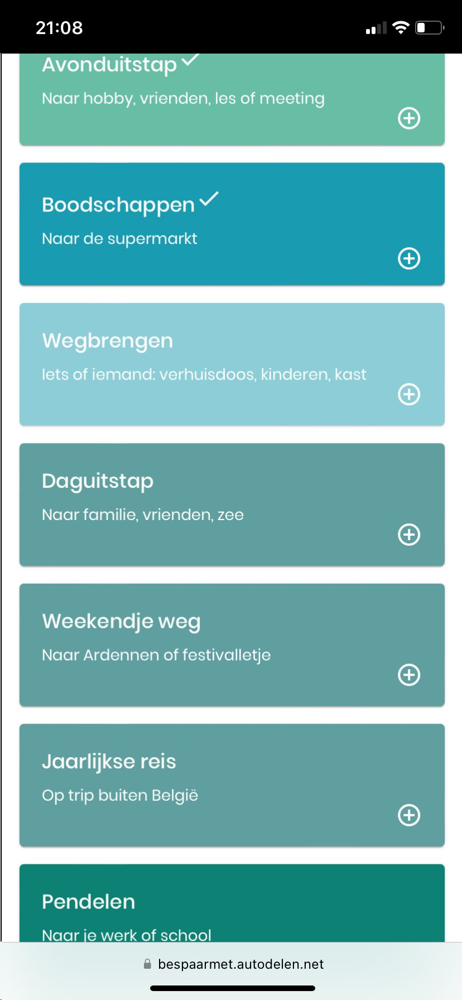 21:08
Avonduitstap
Naar hobby, vrienden, les of meeting
Boodschappen
Naar de supermarkt
Wegbrengen
Iets of iemand: verhuisdoos, kinderen, kast
Daguitstap
Naar familie, vrienden, zee
Weekendje weg
Naar Ardennen of festivalletje
Jaarlijkse reis
Op trip buiten België
Pendelen
Naar je werk of school
bespaarmet.autodelen.net